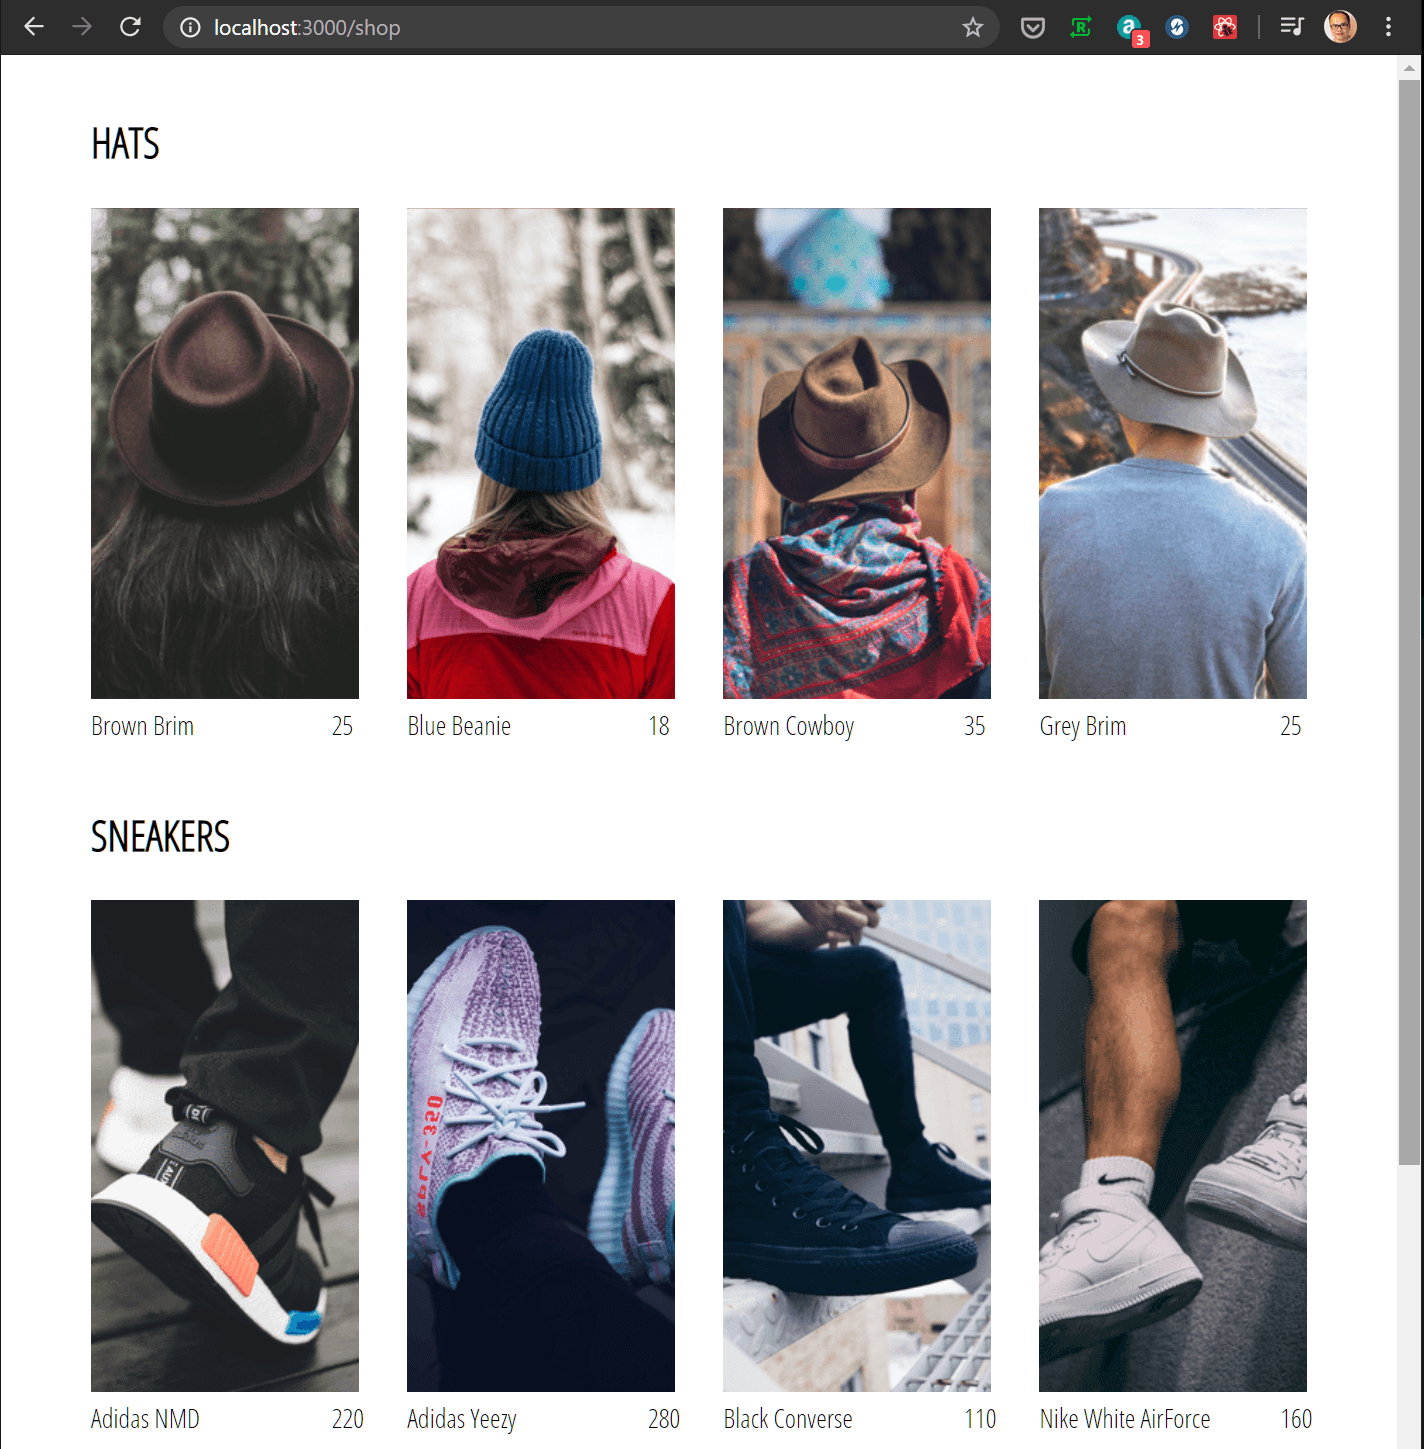 localhost:3000/shop
3
HATS
Brown Brim 25
Blue Beanie 18
Brown Cowboy 35
Grey Brim 25
SNEAKERS
Adidas NMD 220
Adidas Yeezy 280
Black Converse 110
Nike White AirForce 160